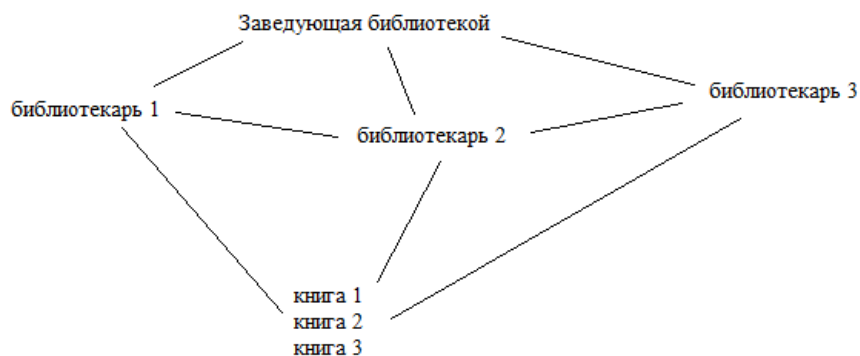 Заведующая библиотекой
библиотекарь 1
библиотекарь 2
библиотекарь 3
книга 1
книга 2
книга 3